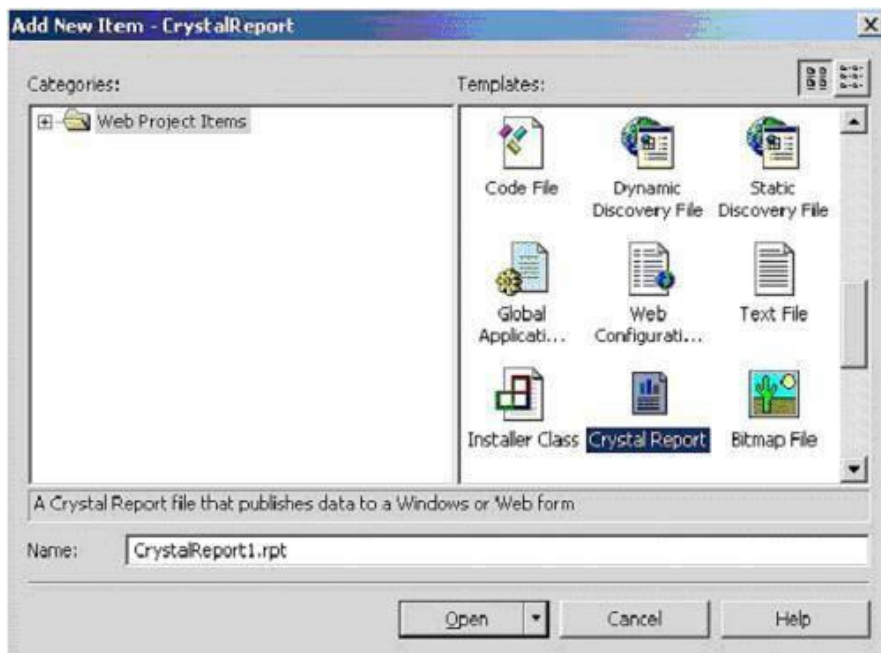 Add New Item - CrystalReport
Categories:
Templates:
Web Project Items
Code File
Dynamic
Discovery File
Static
Discovery File
Global
Applicati...
Web
Configurati...
Text File
Installer Class
Crystal Report
Bitmap File
A Crystal Report file that publishes data to a Windows or Web form
Name:
CrystalReport1.rpt
Open
Cancel
Help